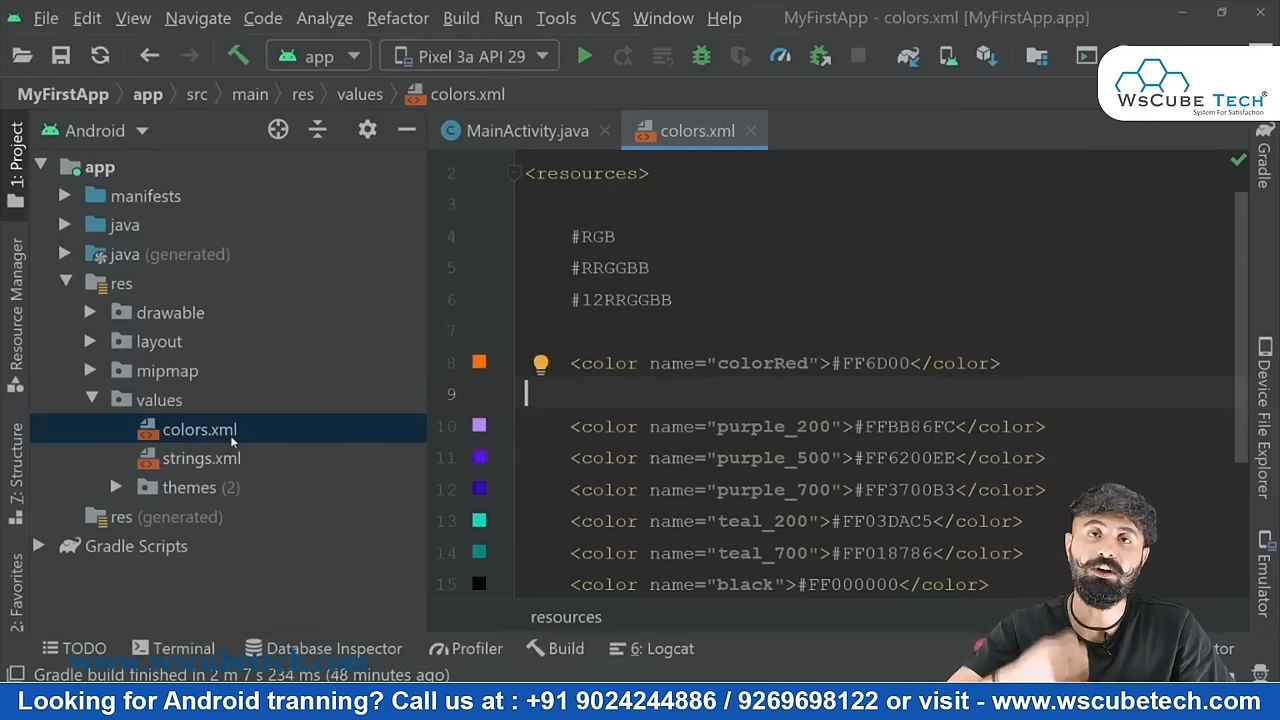 File Edit View Navigate Code Analyze Refactor Build Run Tools VCS Window Help MyFirstApp - colors.xml [MyFirstApp.app]
app Pixel 3a API 29
WsCube Tech®
System For Satisfaction
MyFirstApp app src main res values colors.xml
Android
MainActivity.java colors.xml
1: Project
Resource Manager
Z: Structure
2: Favorites
app
manifests
java
java (generated)
res
drawable
layout
mipmap
values
colors.xml
strings.xml
themes (2)
res (generated)
Gradle Scripts
2 <resources>
3
4 #RGB
5 #RRGGBB
6 #12RRGGBB
7
8 <color name="colorRed">#FF6D00</color>
9
10 <color name="purple_200">#FFBB86FC</color>
11 <color name="purple_500">#FF6200EE</color>
12 <color name="purple_700">#FF3700B3</color>
13 <color name="teal_200">#FF03DAC5</color>
14 <color name="teal_700">#FF018786</color>
15 <color name="black">#FF000000</color>
resources
Gradle
Device File Explorer
Emulator
TODO Terminal Database Inspector Profiler Build 6: Logcat
www.wscubetech.com
Gradle build finished in 2 m 7 s 234 ms (48 minutes ago)
Looking for Android tranning? Call us at : +91 9024244886 / 9269698122 or visit - www.wscubetech.com